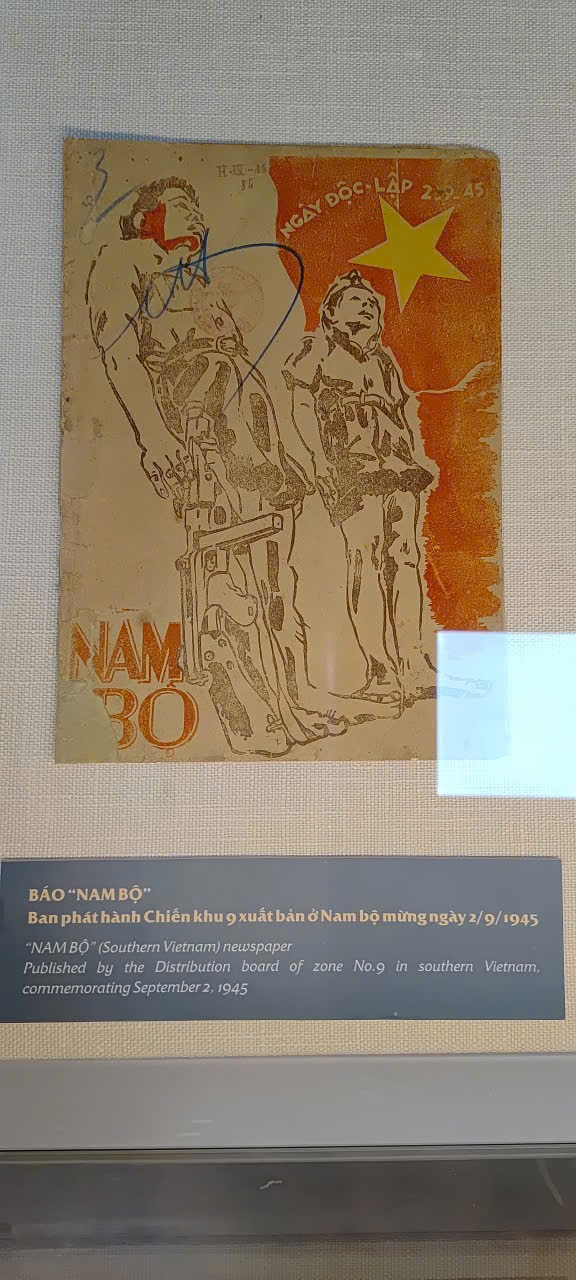 3
NGÀY ĐỘC-LẬP 2-9-45
NAM
BỘ
BÁO “NAM BỘ”
Ban phát hành Chiến khu 9 xuất bản ở Nam bộ mừng ngày 2/9/1945
“NAM BỘ” (Southern Vietnam) newspaper
Published by the Distribution board of zone No.9 in southern Vietnam,
commemorating September 2, 1945